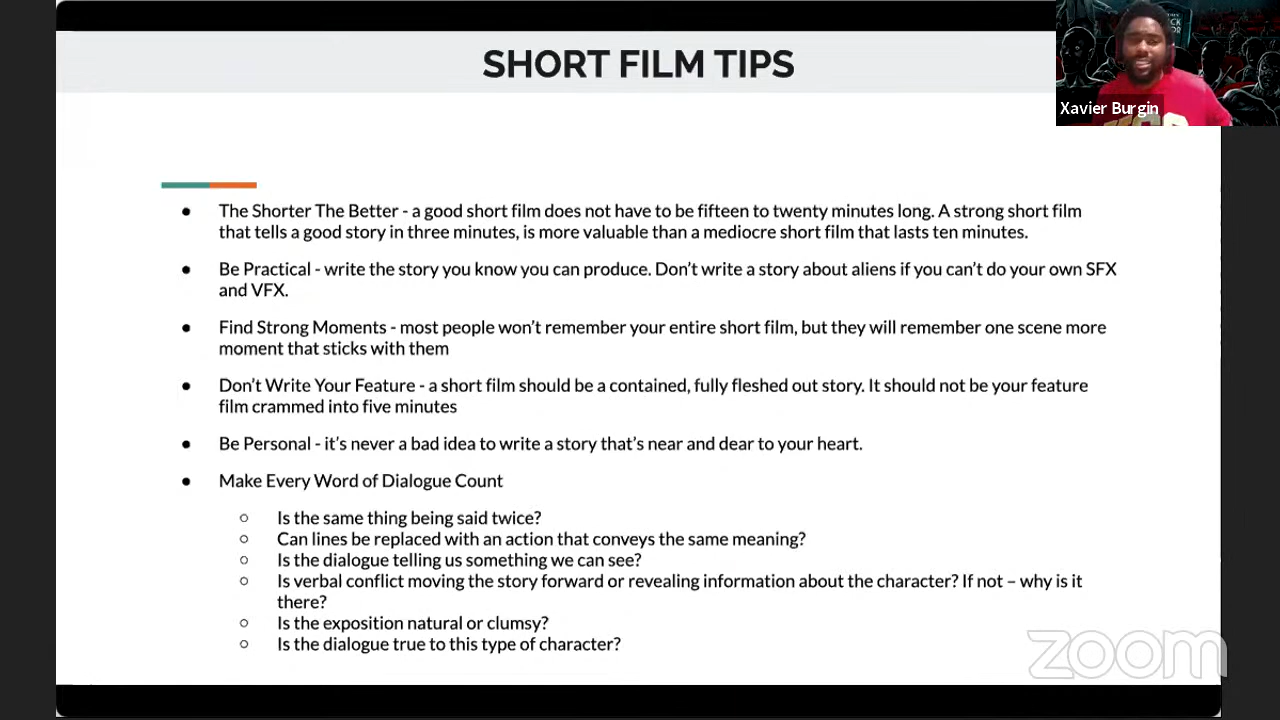 SHORT FILM TIPS
Xavier Burgin
● The Shorter The Better - a good short film does not have to be fifteen to twenty minutes long. A strong short film
that tells a good story in three minutes, is more valuable than a mediocre short film that lasts ten minutes.
● Be Practical - write the story you know you can produce. Don’t write a story about aliens if you can’t do your own SFX
and VFX.
● Find Strong Moments - most people won’t remember your entire short film, but they will remember one scene more
moment that sticks with them
● Don’t Write Your Feature - a short film should be a contained, fully fleshed out story. It should not be your feature
film crammed into five minutes
● Be Personal - it’s never a bad idea to write a story that’s near and dear to your heart.
● Make Every Word of Dialogue Count
○ Is the same thing being said twice?
○ Can lines be replaced with an action that conveys the same meaning?
○ Is the dialogue telling us something we can see?
○ Is verbal conflict moving the story forward or revealing information about the character? If not – why is it
there?
○ Is the exposition natural or clumsy?
○ Is the dialogue true to this type of character?
zoom